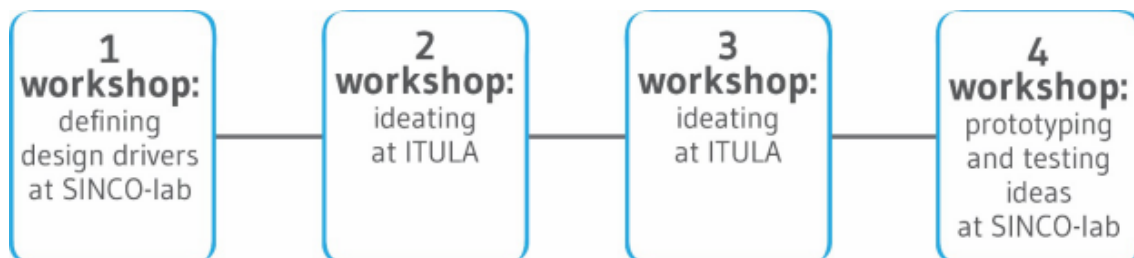 1
workshop:
defining
design drivers
at SINCO-lab
2
workshop:
ideating
at ITULA
3
workshop:
ideating
at ITULA
4
workshop:
prototyping
and testing
ideas
at SINCO-lab